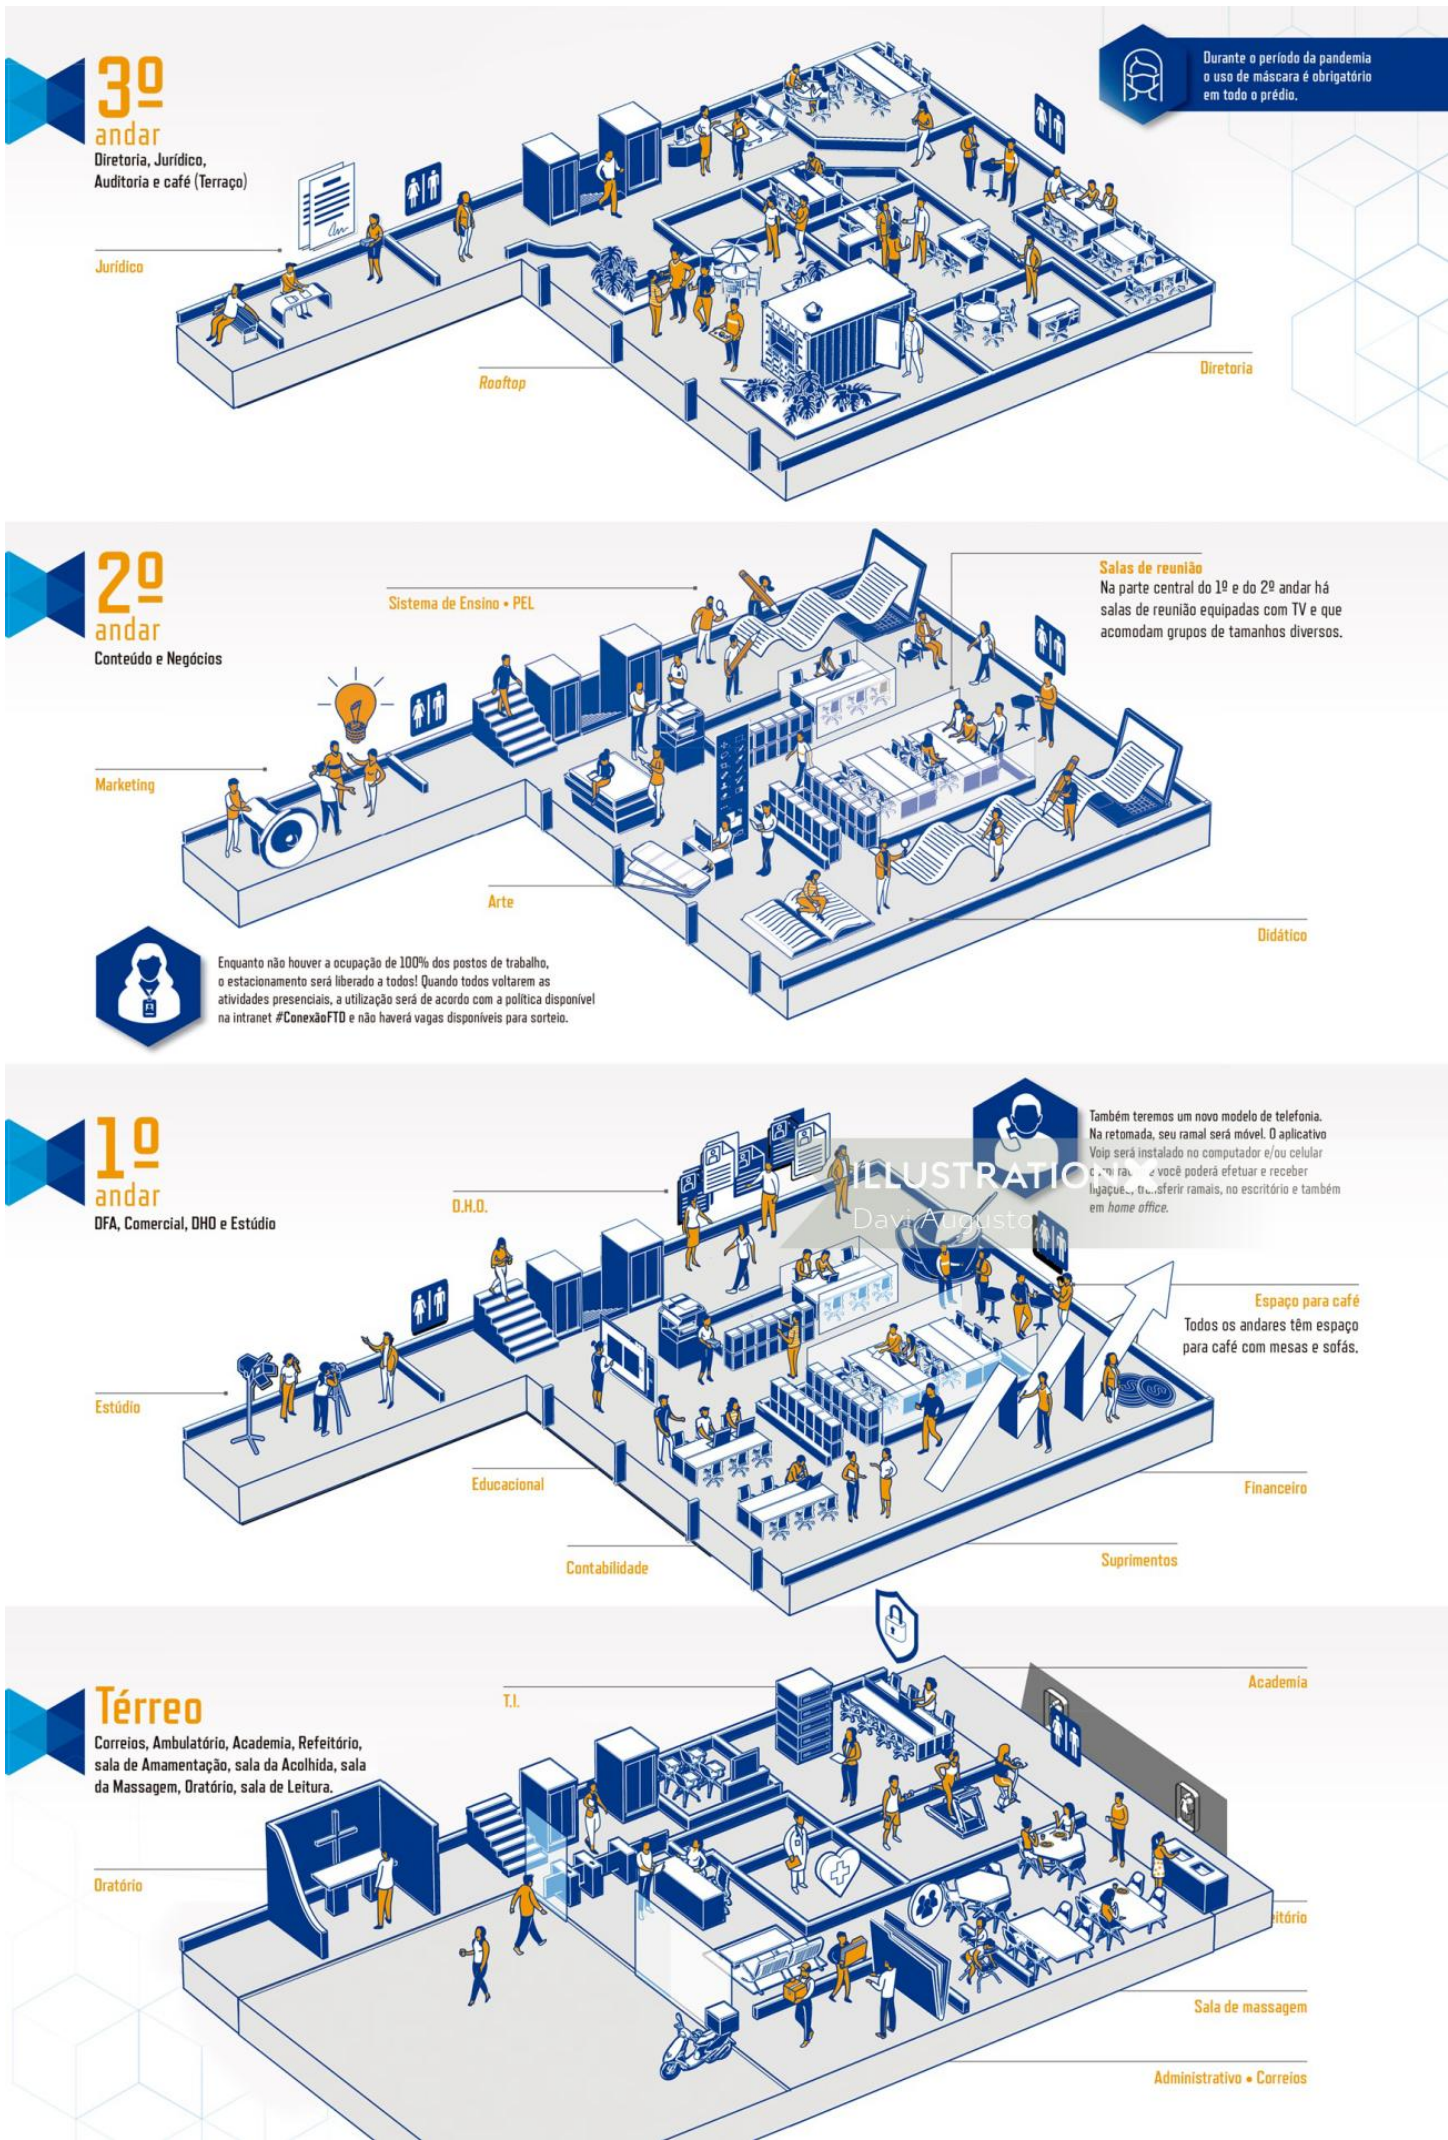 3º
andar
Diretoria, Jurídico,
Auditoria e café (Terraço)
Durante o período da pandemia
o uso de máscara é obrigatório
em todo o prédio.
Jurídico
Rooftop
Diretoria
2º
andar
Conteúdo e Negócios
Sistema de Ensino • PEL
Salas de reunião
Na parte central do 1º e do 2º andar há
salas de reunião equipadas com TV e que
acomodam grupos de tamanhos diversos.
Marketing
Arte
Didático
Enquanto não houver a ocupação de 100% dos postos de trabalho,
o estacionamento será liberado a todos! Quando todos voltarem as
atividades presenciais, a utilização será de acordo com a política disponível
na intranet #ConexãoFTD e não haverá vagas disponíveis para sorteio.
1º
andar
DFA, Comercial, DHO e Estúdio
D.H.O.
Também teremos um novo modelo de telefonia.
Na retomada, seu ramal será móvel. O aplicativo
Voip será instalado no computador e/ou celular
e você poderá efetuar e receber
transferir ramais, no escritório e também
em home office.
ILLUSTRATIONX
Davi Augusto
Espaço para café
Todos os andares têm espaço
para café com mesas e sofás.
Estúdio
Educacional
Financeiro
Contabilidade
Suprimentos
Térreo
Correios, Ambulatório, Academia, Refeitório,
sala de Amamentação, sala da Acolhida, sala
da Massagem, Oratório, sala de Leitura.
T.I.
Academia
Oratório
Sala de massagem
Administrativo • Correios